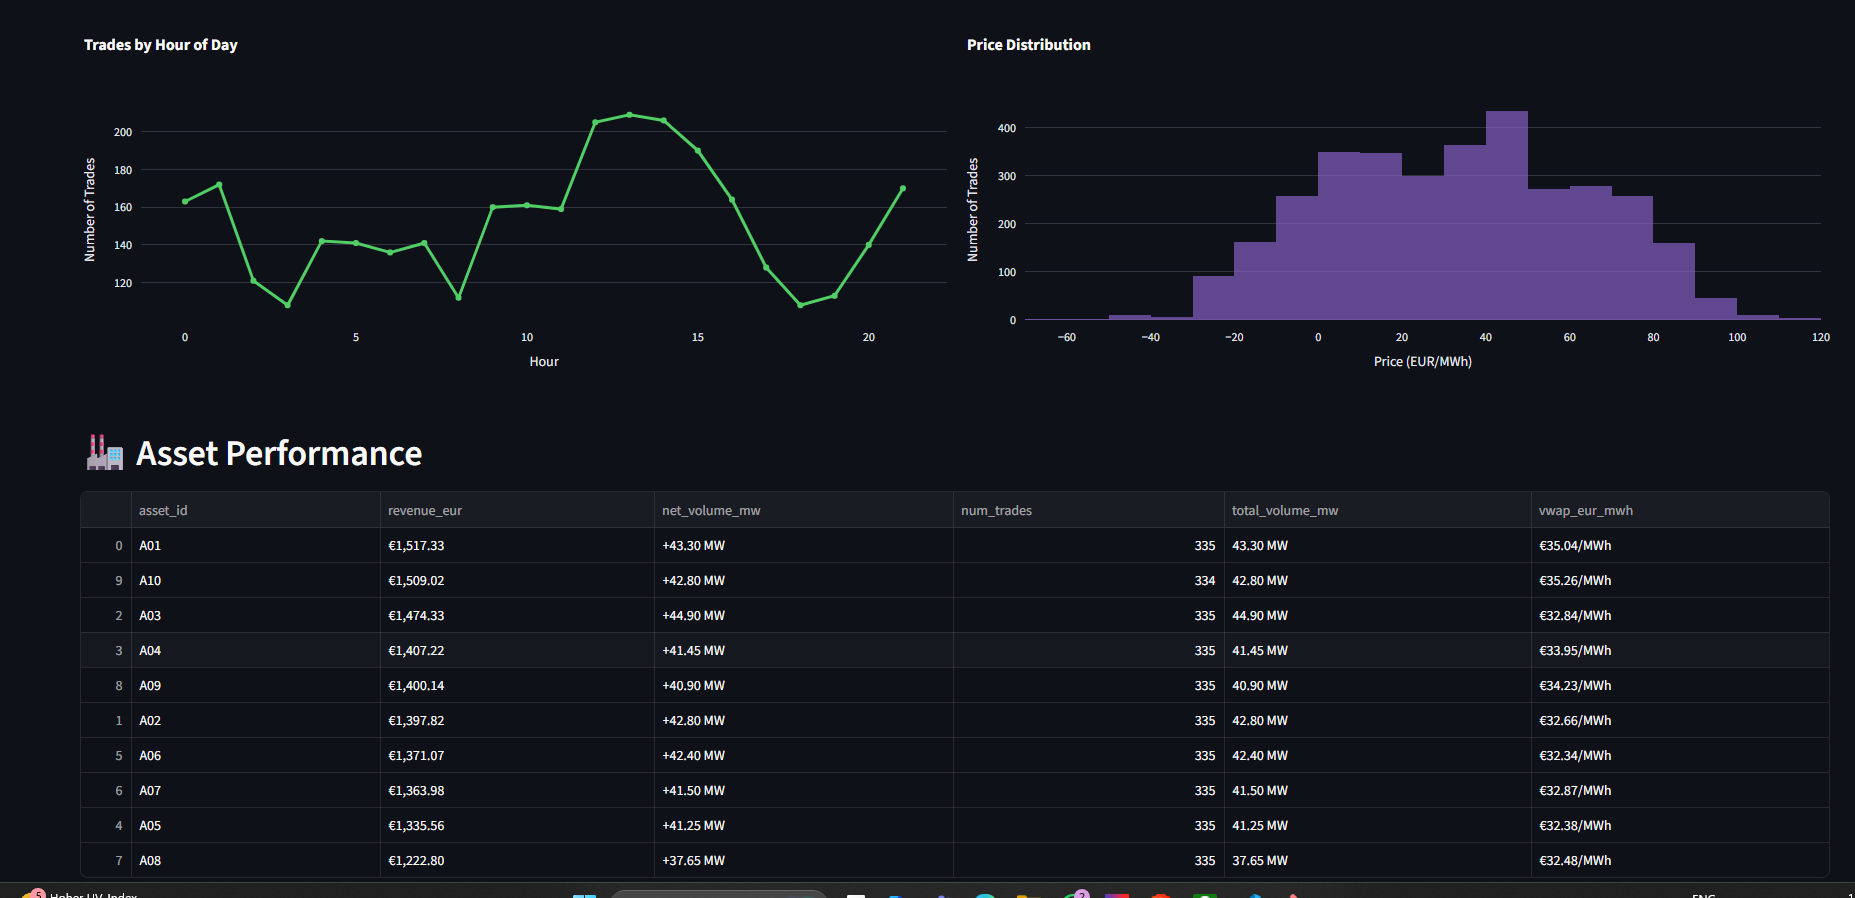 Trades by Hour of Day
Number of Trades
200
180
160
140
120
0 5 10 15 20
Hour
Price Distribution
Number of Trades
400
300
200
100
0
−60 −40 −20 0 20 40 60 80 100 120
Price (EUR/MWh)
Asset Performance
asset_id revenue_eur net_volume_mw num_trades total_volume_mw vwap_eur_mwh
0 A01 €1,517.33 +43.30 MW 335 43.30 MW €35.04/MWh
9 A10 €1,509.02 +42.80 MW 334 42.80 MW €35.26/MWh
2 A03 €1,474.33 +44.90 MW 335 44.90 MW €32.84/MWh
3 A04 €1,407.22 +41.45 MW 335 41.45 MW €33.95/MWh
8 A09 €1,400.14 +40.90 MW 335 40.90 MW €34.23/MWh
1 A02 €1,397.82 +42.80 MW 335 42.80 MW €32.66/MWh
5 A06 €1,371.07 +42.40 MW 335 42.40 MW €32.34/MWh
6 A07 €1,363.98 +41.50 MW 335 41.50 MW €32.87/MWh
4 A05 €1,335.56 +41.25 MW 335 41.25 MW €32.38/MWh
7 A08 €1,222.80 +37.65 MW 335 37.65 MW €32.48/MWh
5 Hoher UV-Index 2 ENG